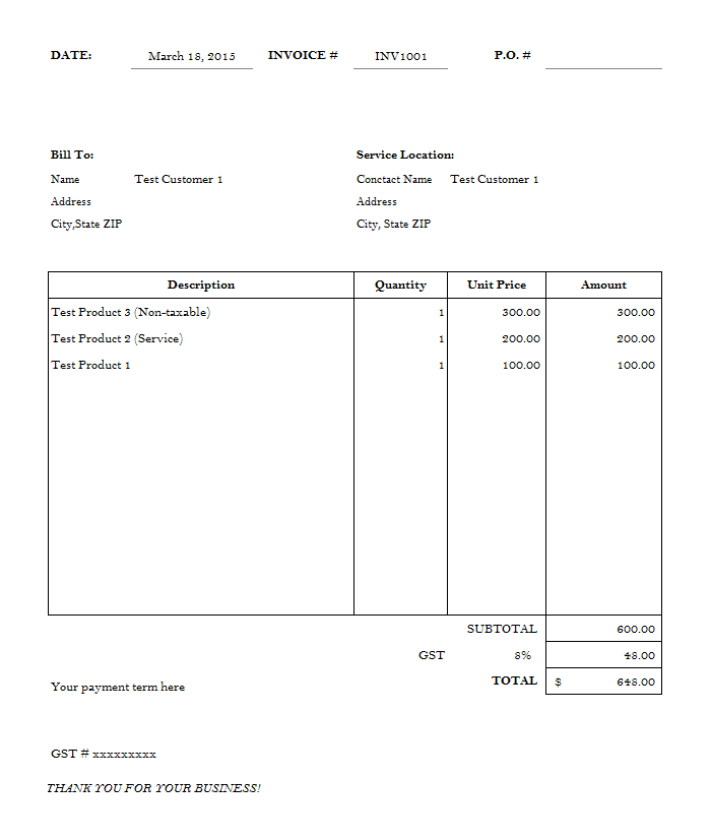 DATE: March 18, 2015 INVOICE # INV1001 P.O. #
Bill To: Service Location:
Name Test Customer 1 Conctact Name Test Customer 1
Address Address
City,State ZIP City, State ZIP
Description Quantity Unit Price Amount
Test Product 3 (Non-taxable) 1 300.00 300.00
Test Product 2 (Service) 1 200.00 200.00
Test Product 1 1 100.00 100.00
SUBTOTAL 600.00
GST 8% 48.00
TOTAL $ 648.00
Your payment term here
GST # xxxxxxxxx
THANK YOU FOR YOUR BUSINESS!